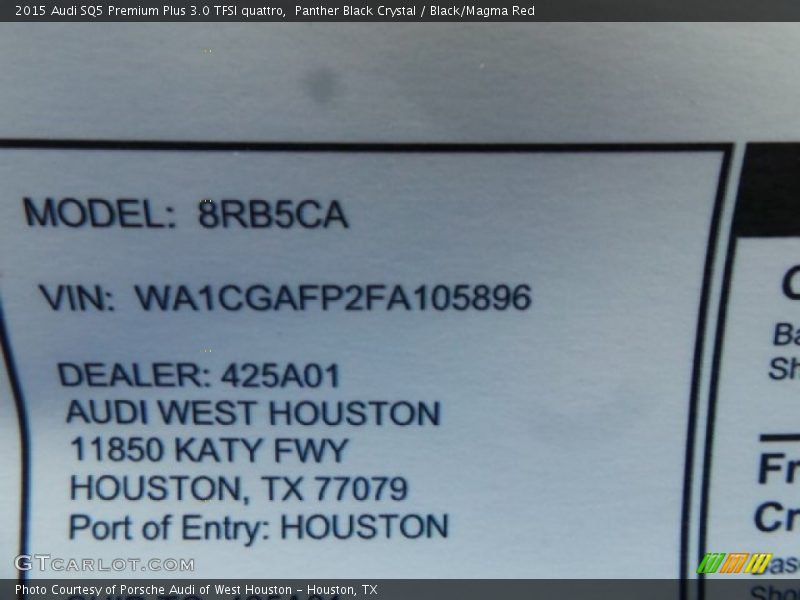 2015 Audi SQ5 Premium Plus 3.0 TFSI quattro, Panther Black Crystal / Black/Magma Red
MODEL: 8RB5CA
VIN: WA1CGAFP2FA105896
DEALER: 425A01
AUDI WEST HOUSTON
11850 KATY FWY
HOUSTON, TX 77079
Port of Entry: HOUSTON
Fr
Cr
GTCARLOT.COM
Photo Courtesy of Porsche Audi of West Houston – Houston, TX